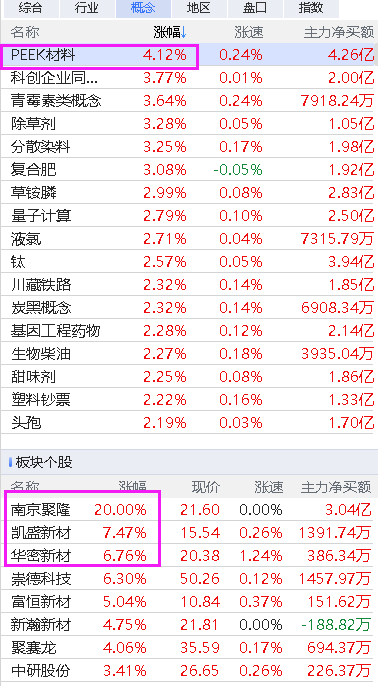 综合 行业 概念 地区 盘口 指数
名称 涨幅↓ 涨速 主力净买额
PEEK材料 4.12% 0.24% 4.26亿
科创企业同... 3.77% 0.01% 2.00亿
青霉素类概念 3.64% 0.24% 7918.24万
除草剂 3.28% 0.05% 1.05亿
分散染料 3.25% 0.17% 1.98亿
复合肥 3.08% -0.05% 1.92亿
草铵膦 2.99% 0.08% 2.83亿
量子计算 2.79% 0.10% 2.50亿
液氯 2.71% 0.04% 7315.79万
钛 2.57% 0.05% 3.94亿
川藏铁路 2.32% 0.14% 1.85亿
炭黑概念 2.32% 0.14% 6908.34万
基因工程药物 2.28% 0.12% 2.14亿
生物柴油 2.27% 0.18% 3935.04万
甜味剂 2.25% 0.08% 1.86亿
塑料钞票 2.22% 0.16% 1.33亿
头孢 2.19% 0.03% 1.70亿
板块个股
名称 涨幅 现价 涨速 主力净买额
南京聚隆 20.00% 21.60 0.00% 3.04亿
凯盛新材 7.47% 15.54 0.26% 1391.74万
华密新材 6.76% 20.38 1.24% 386.34万
崇德科技 6.30% 50.26 0.12% 1457.97万
富恒新材 5.04% 10.84 0.37% 151.62万
新瀚新材 4.75% 21.81 0.00% -188.82万
聚赛龙 4.06% 35.59 0.17% 694.37万
中研股份 3.41% 26.65 0.26% 226.37万